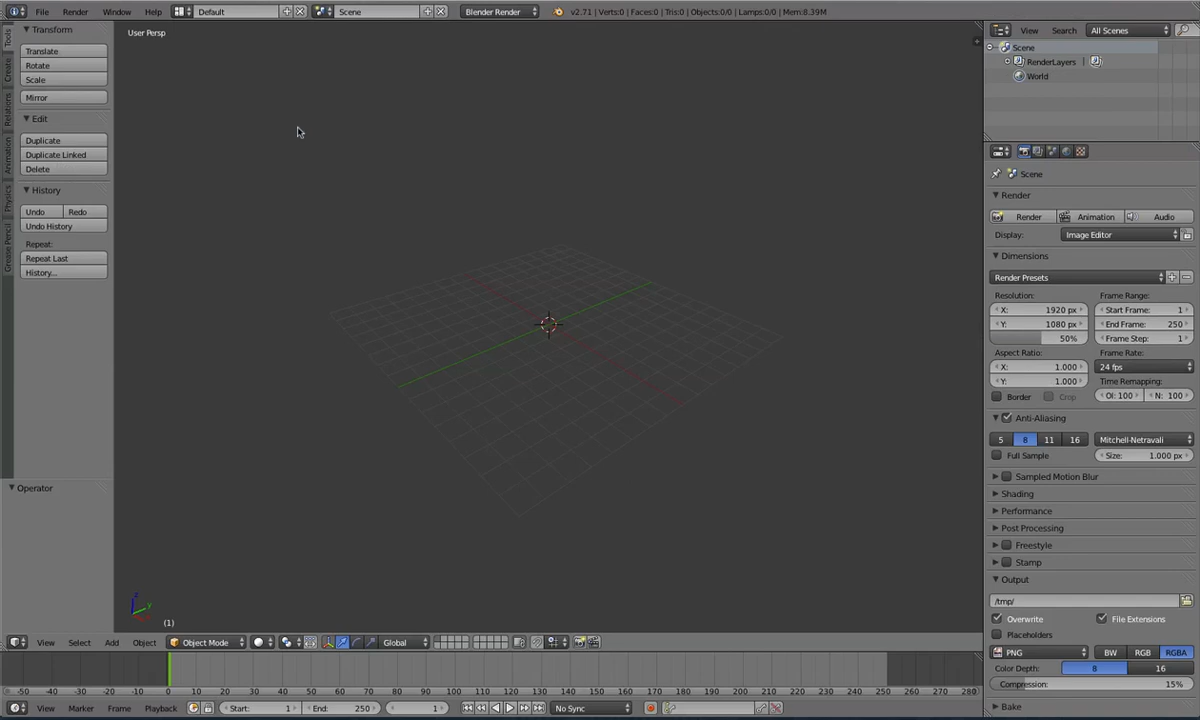 File Render Window Help Default Scene Blender Render v2.71 | Verts:0 | Faces:0 | Tris:0 | Objects:0/0 | Lamps:0/0 | Mem:8.39M
Tools
Create
Relations
Animation
Physics
Grease Pencil
Transform
Translate
Rotate
Scale
Mirror
Edit
Duplicate
Duplicate Linked
Delete
History
Undo Redo
Undo History
Repeat:
Repeat Last
History...
Operator
User Persp
z
y
(1)
View Select Add Object Object Mode Global
-50 -40 -30 -20 -10 0 10 20 30 40 50 60 70 80 90 100 110 120 130 140 150 160 170 180 190 200 210 220 230 240 250 260 270 280
View Marker Frame Playback Start: 1 End: 250 1 No Sync
View Search All Scenes
Scene
RenderLayers |
World
Scene
Render
Render Animation Audio
Display: Image Editor
Dimensions
Render Presets
Resolution: Frame Range:
X: 1920 px Start Frame: 1
Y: 1080 px End Frame: 250
50% Frame Step: 1
Aspect Ratio: Frame Rate:
X: 1.000 24 fps
Y: 1.000 Time Remapping:
Border Crop Ol: 100 N: 100
Anti-Aliasing
5 8 11 16 Mitchell-Netravali
Full Sample Size: 1.000 px
Sampled Motion Blur
Shading
Performance
Post Processing
Freestyle
Stamp
Output
/tmp/
Overwrite File Extensions
Placeholders
PNG BW RGB RGBA
Color Depth: 8 16
Compression: 15%
Bake